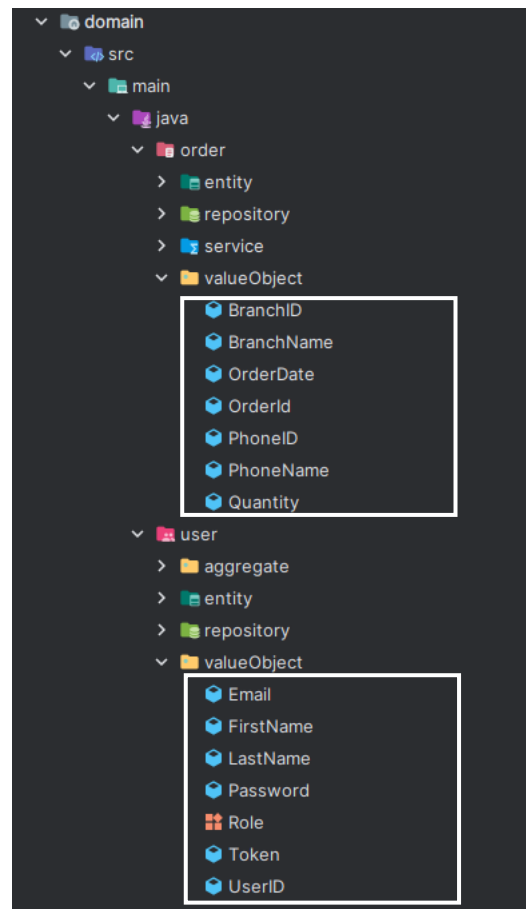 domain
src
main
java
order
entity
repository
service
valueObject
BranchID
BranchName
OrderDate
OrderId
PhoneID
PhoneName
Quantity
user
aggregate
entity
repository
valueObject
Email
FirstName
LastName
Password
Role
Token
UserID